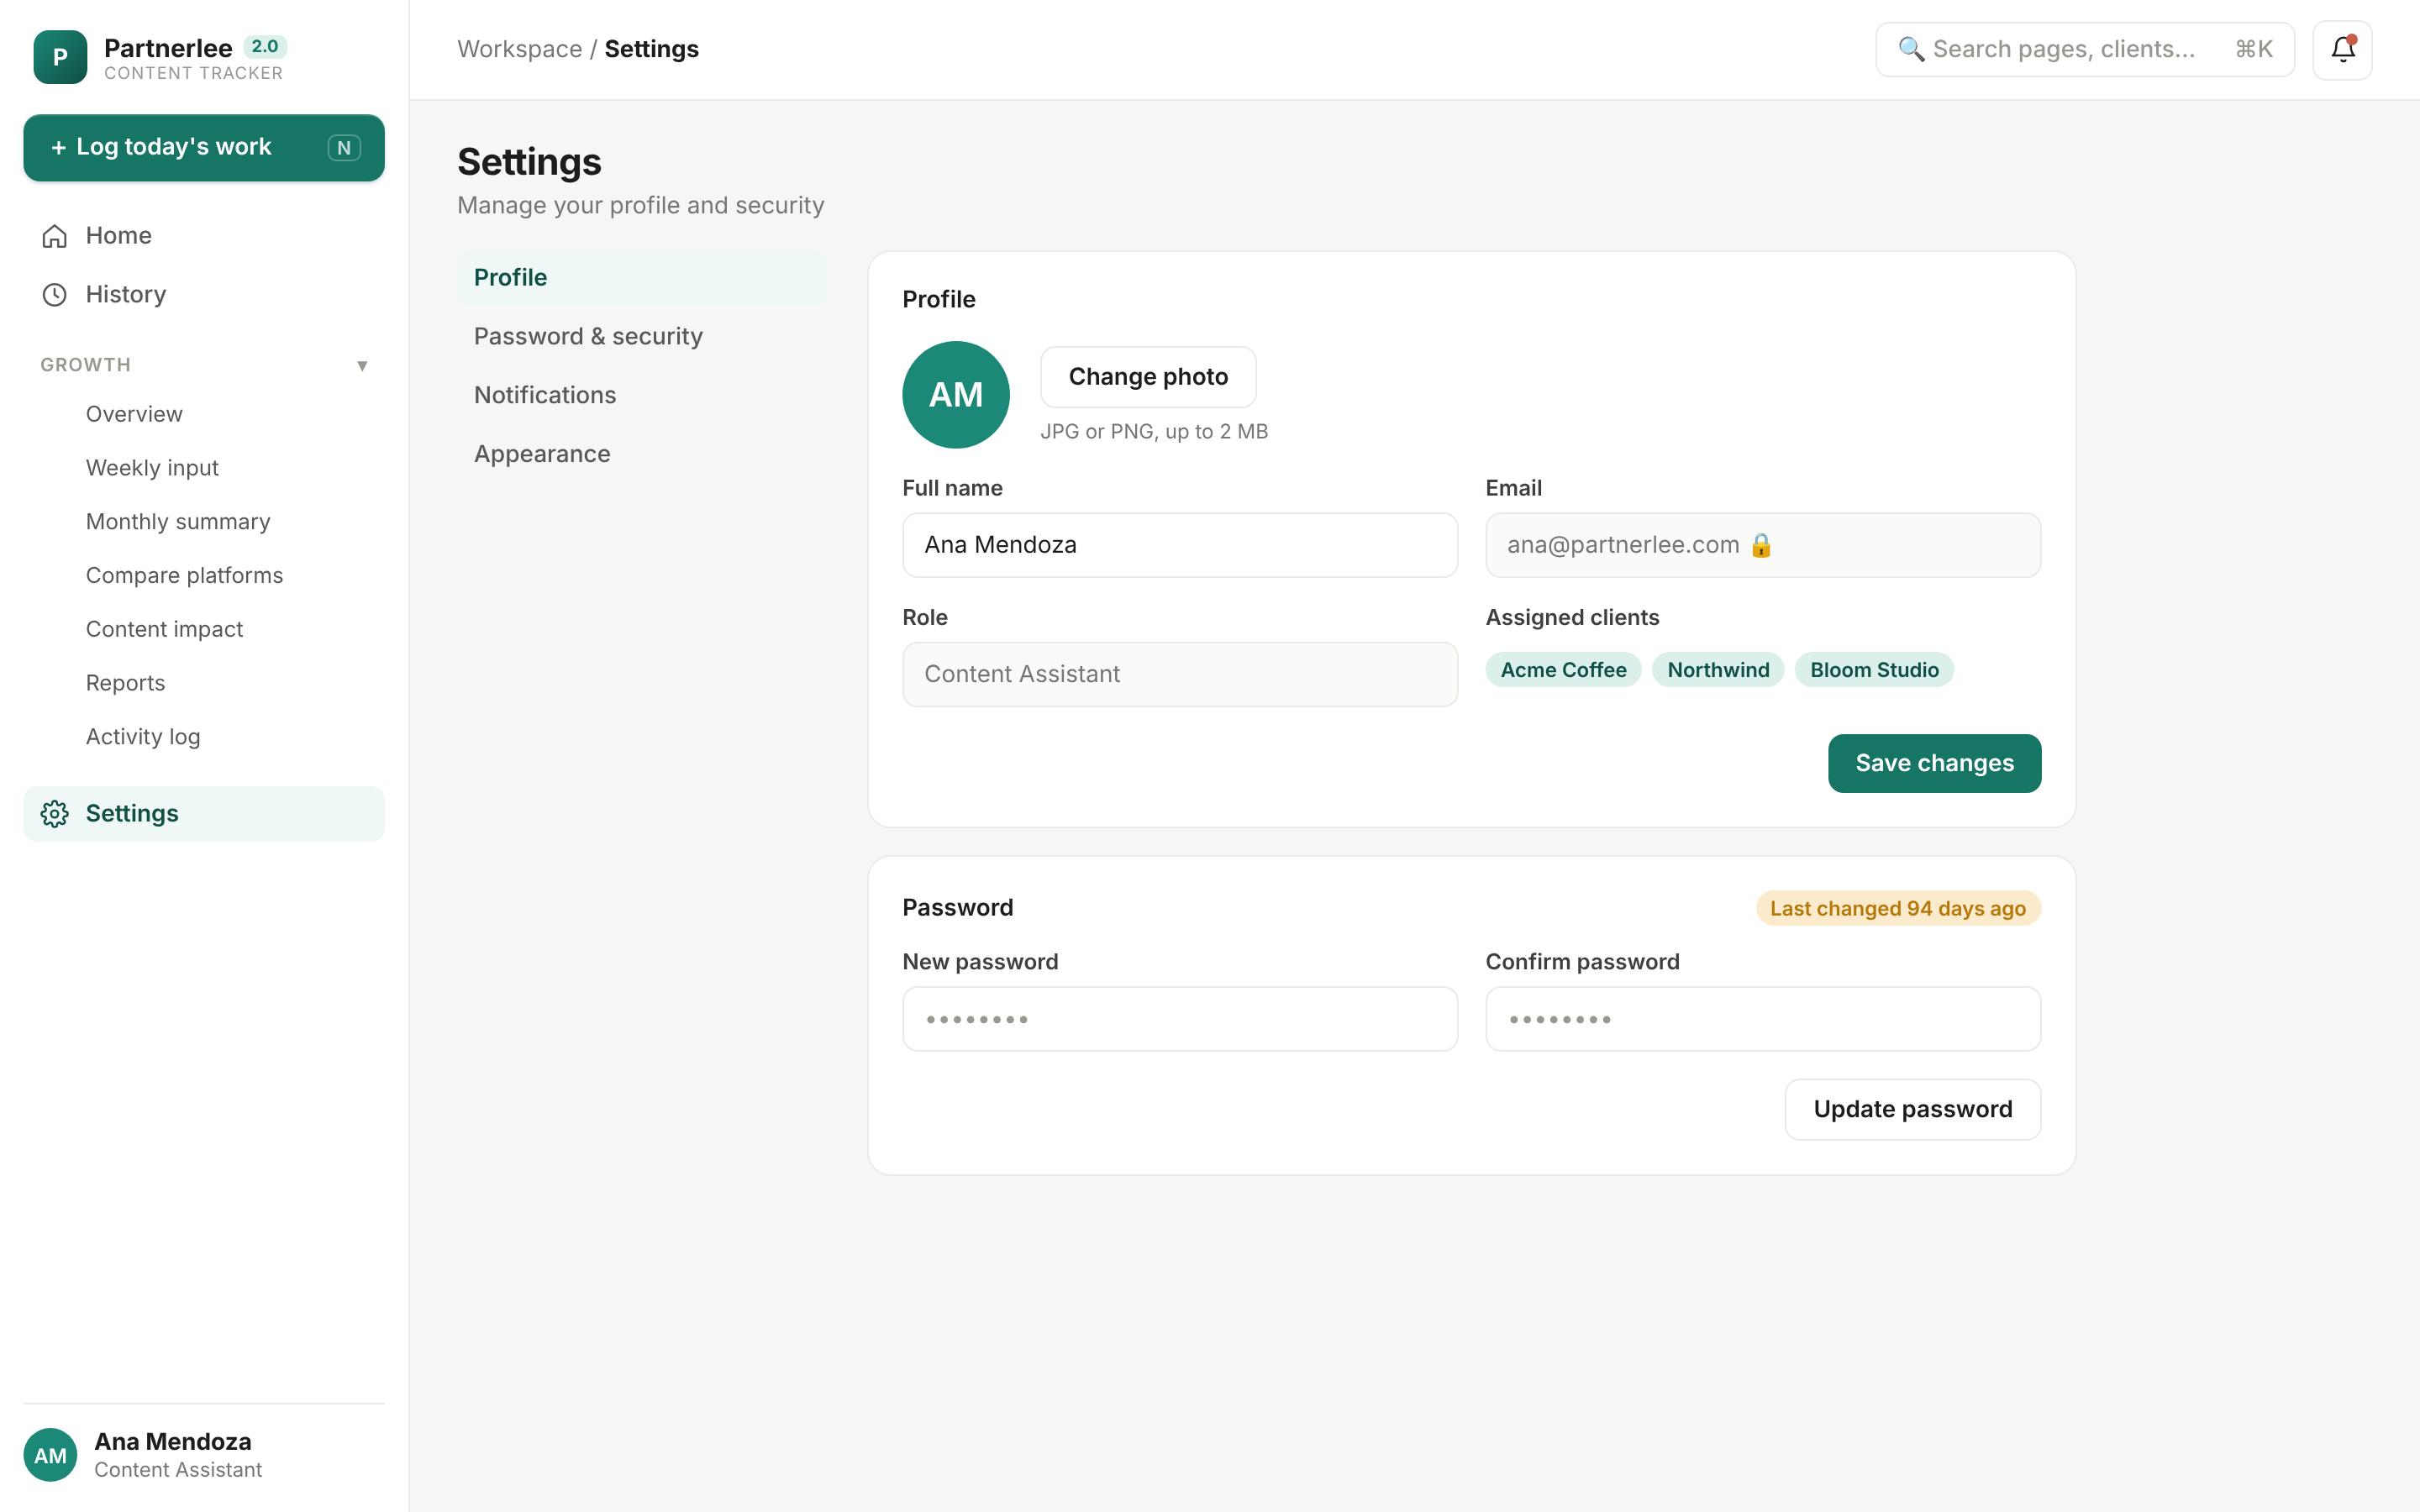 P
Partnerlee 2.0
CONTENT TRACKER
+ Log today's work N
Home
History
GROWTH ▼
Overview
Weekly input
Monthly summary
Compare platforms
Content impact
Reports
Activity log
Settings
AM
Ana Mendoza
Content Assistant
Workspace / Settings
🔍 Search pages, clients... ⌘K
Settings
Manage your profile and security
Profile
Password & security
Notifications
Appearance
Profile
AM
Change photo
JPG or PNG, up to 2 MB
Full name
Ana Mendoza
Email
ana@partnerlee.com 🔒
Role
Content Assistant
Assigned clients
Acme Coffee Northwind Bloom Studio
Save changes
Password
Last changed 94 days ago
New password
••••••••
Confirm password
••••••••
Update password